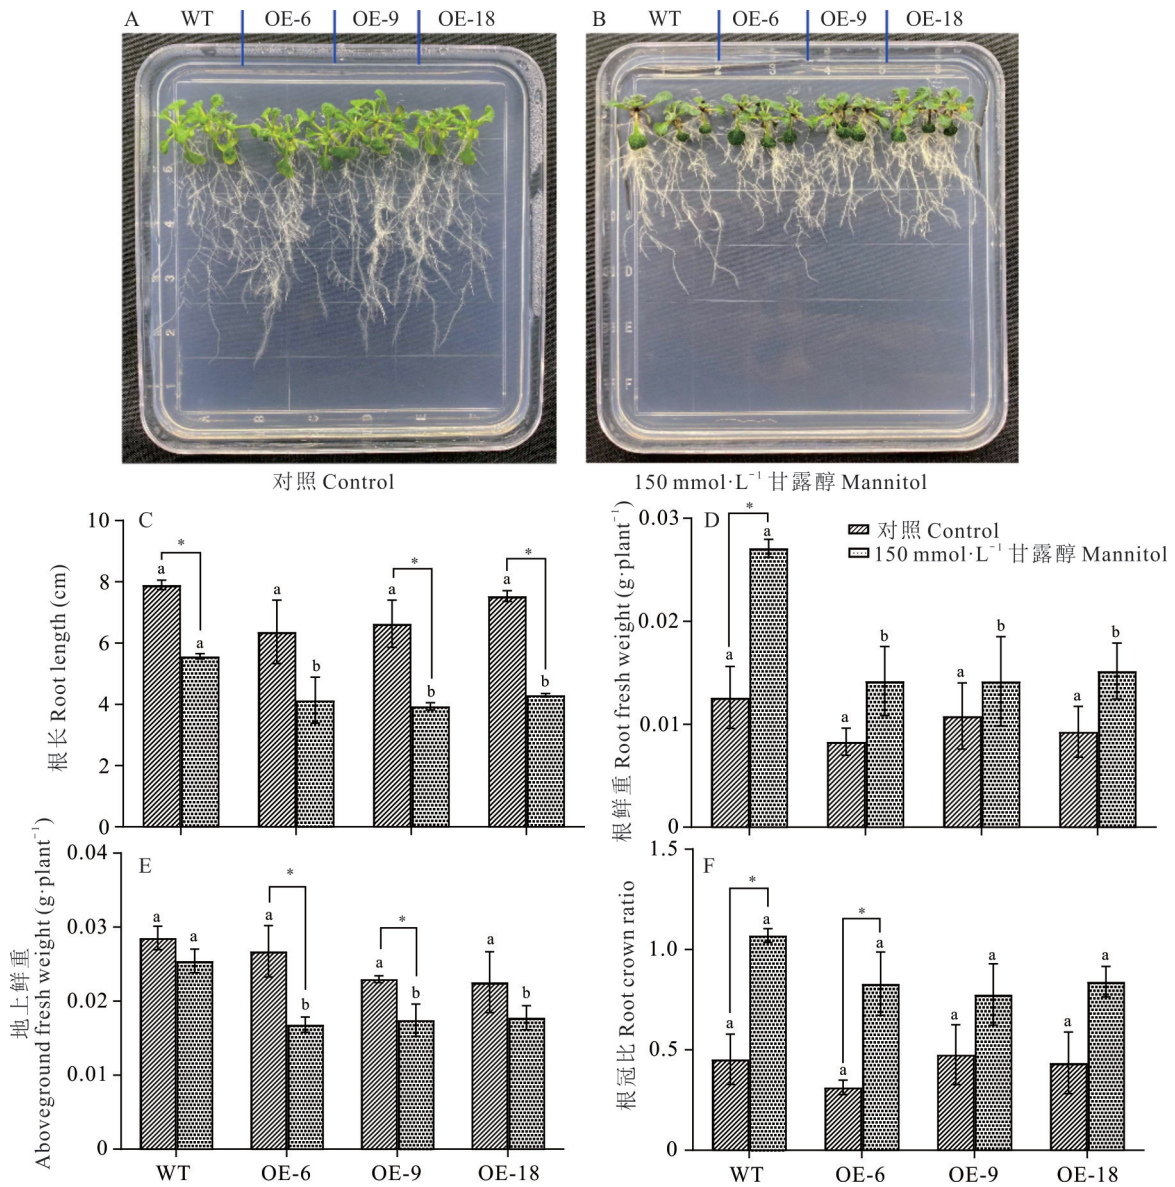 A WT OE-6 OE-9 OE-18
B WT OE-6 OE-9 OE-18
对照 Control
150 mmol·L⁻¹ 甘露醇 Mannitol
C
根长 Root length (cm)
10
8
6
4
2
0
a * a
a b
a * b
a * b
D
根鲜重 Root fresh weight (g·plant⁻¹)
0.03
0.02
0.01
0
对照 Control
150 mmol·L⁻¹ 甘露醇 Mannitol
a * a
a b
a b
a b
E
地上鲜重
Aboveground fresh weight (g·plant⁻¹)
0.04
0.03
0.02
0.01
0
a a
a * b
a * b
a b
WT OE-6 OE-9 OE-18
F
根冠比 Root crown ratio
1.5
1.0
0.5
0
a * a
a * a
a a
a a
WT OE-6 OE-9 OE-18